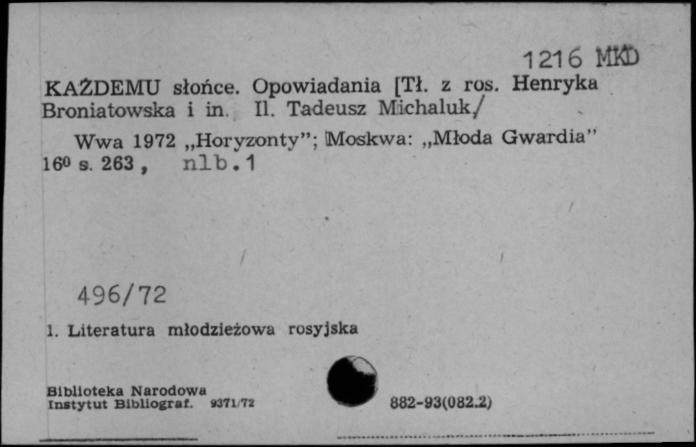 1216 MKD
KAŻDEMU słońce. Opowiadania [Tł. z ros. Henryka
Broniatowska i in. Il. Tadeusz Michaluk/
Wwa 1972 „Horyzonty”; Moskwa: „Młoda Gwardia”
16⁰ s. 263, nlb.1
496/72
1. Literatura młodzieżowa rosyjska
Biblioteka Narodowa
Instytut Bibliograf. 9371/72
882-93(082.2)